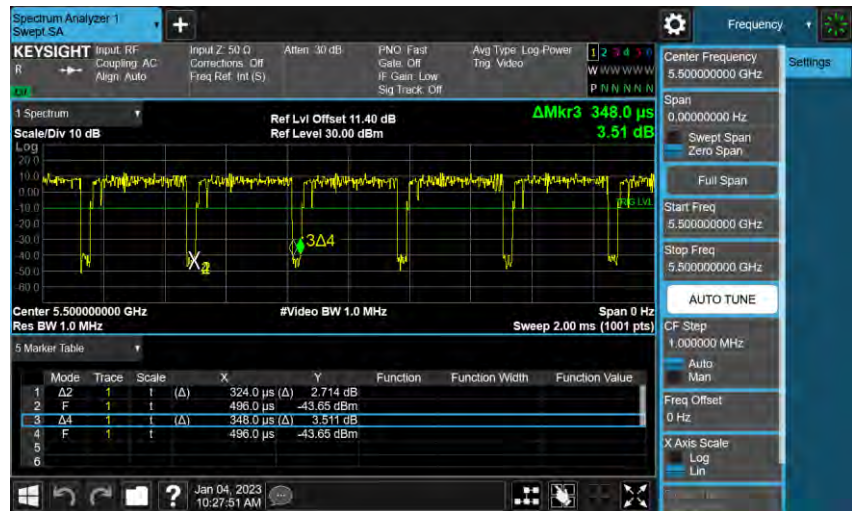 Spectrum Analyzer 1
Swept SA
Frequency
KEYSIGHT
R
Input: RF
Coupling: AC
Align: Auto
Input Z: 50 Ω
Corrections: Off
Freq Ref: Int (S)
Atten: 30 dB
PNO: Fast
Gate: Off
IF Gain: Low
Sig Track: Off
Avg Type: Log-Power
Trig: Video
1 2 3 4 5 6
W W W W W W
P N N N N N
Center Frequency
5.500000000 GHz
Settings
1 Spectrum
Scale/Div 10 dB
Ref Lvl Offset 11.40 dB
Ref Level 30.00 dBm
ΔMkr3 348.0 µs
3.51 dB
Log
20.0
10.0
0.00
-10.0
-20.0
-30.0
-40.0
-50.0
-60.0
TRIG LVL
3Δ4
X
Center 5.500000000 GHz
Res BW 1.0 MHz
#Video BW 1.0 MHz
Span 0 Hz
Sweep 2.00 ms (1001 pts)
Span
0.00000000 Hz
Swept Span
Zero Span
Full Span
Start Freq
5.500000000 GHz
Stop Freq
5.500000000 GHz
AUTO TUNE
CF Step
1.000000 MHz
Auto
Man
Freq Offset
0 Hz
X Axis Scale
Log
Lin
5 Marker Table
Mode Trace Scale X Y Function Function Width Function Value
1 Δ2 1 t (Δ) 324.0 µs (Δ) 2.714 dB
2 F 1 t 496.0 µs -43.65 dBm
3 Δ4 1 t (Δ) 348.0 µs (Δ) 3.511 dB
4 F 1 t 496.0 µs -43.65 dBm
5
6
?
Jan 04, 2023
10:27:51 AM